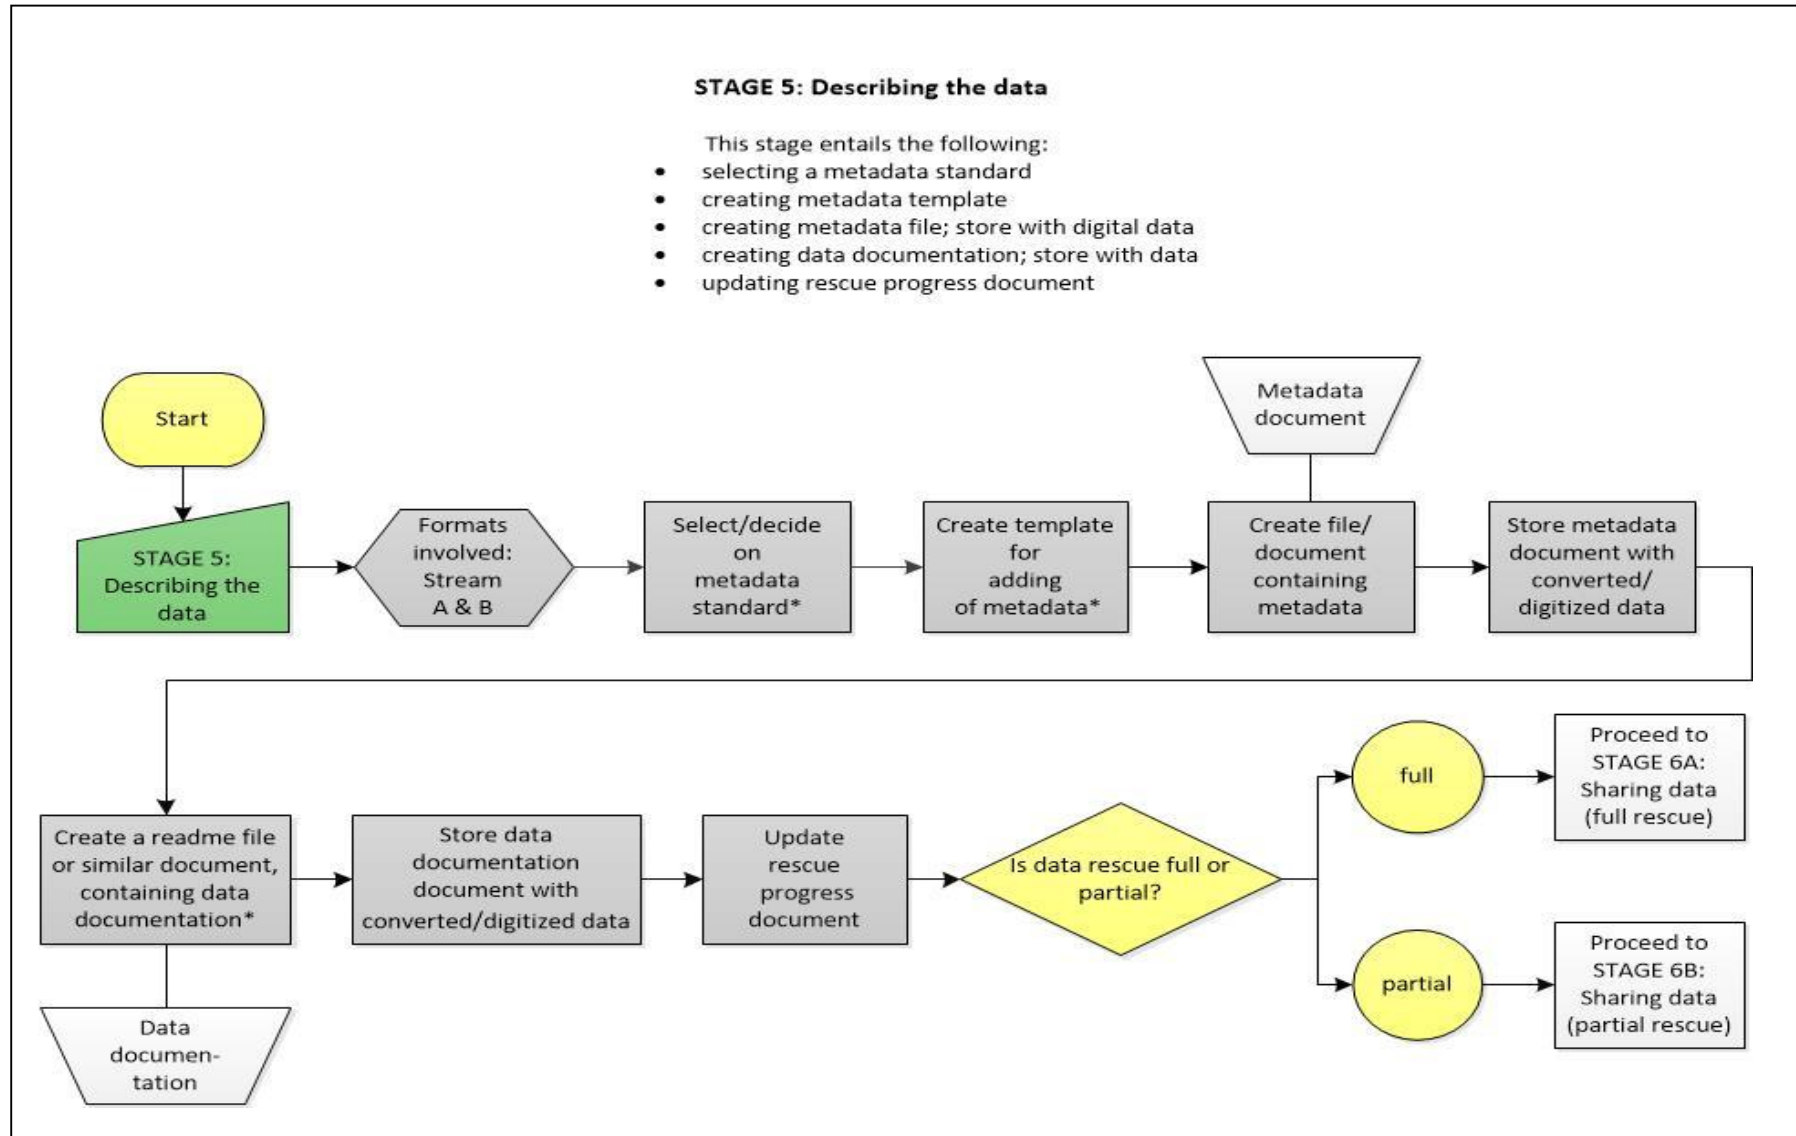 STAGE 5: Describing the data
This stage entails the following:
• selecting a metadata standard
• creating metadata template
• creating metadata file; store with digital data
• creating data documentation; store with data
• updating rescue progress document
Start
STAGE 5:
Describing the
data
Formats
involved:
Stream
A & B
Select/decide
on
metadata
standard*
Create template
for
adding
of metadata*
Metadata
document
Create file/
document
containing
metadata
Store metadata
document with
converted/
digitized data
Create a readme file
or similar document,
containing data
documentation*
Data
documen-
tation
Store data
documentation
document with
converted/digitized data
Update
rescue
progress
document
Is data rescue full or
partial?
full
Proceed to
STAGE 6A:
Sharing data
(full rescue)
partial
Proceed to
STAGE 6B:
Sharing data
(partial rescue)